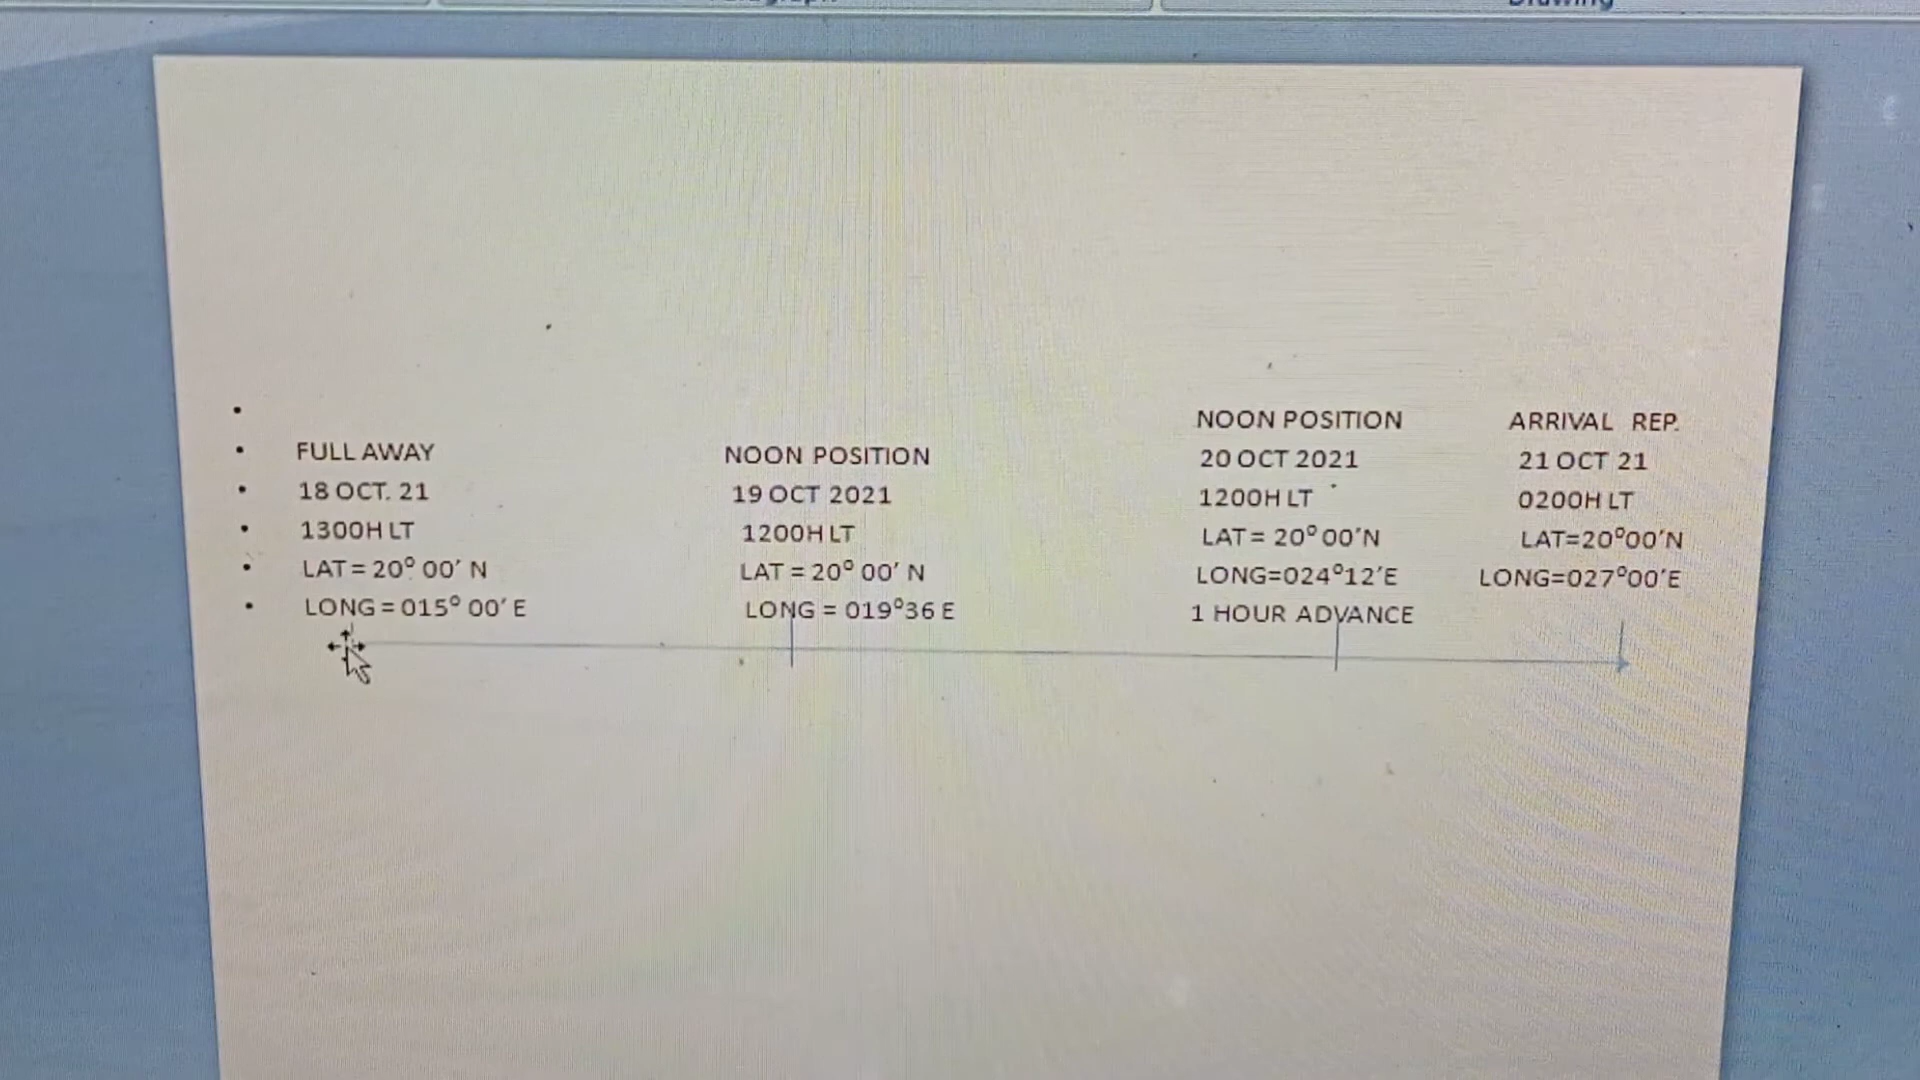 Drawing
FULL AWAY
18 OCT. 21
1300H LT
LAT = 20° 00' N
LONG = 015° 00' E
NOON POSITION
19 OCT 2021
1200H LT
LAT = 20° 00' N
LONG = 019°36 E
NOON POSITION
20 OCT 2021
1200H LT
LAT = 20° 00'N
LONG=024°12'E
1 HOUR ADVANCE
ARRIVAL REP.
21 OCT 21
0200H LT
LAT=20°00'N
LONG=027°00'E